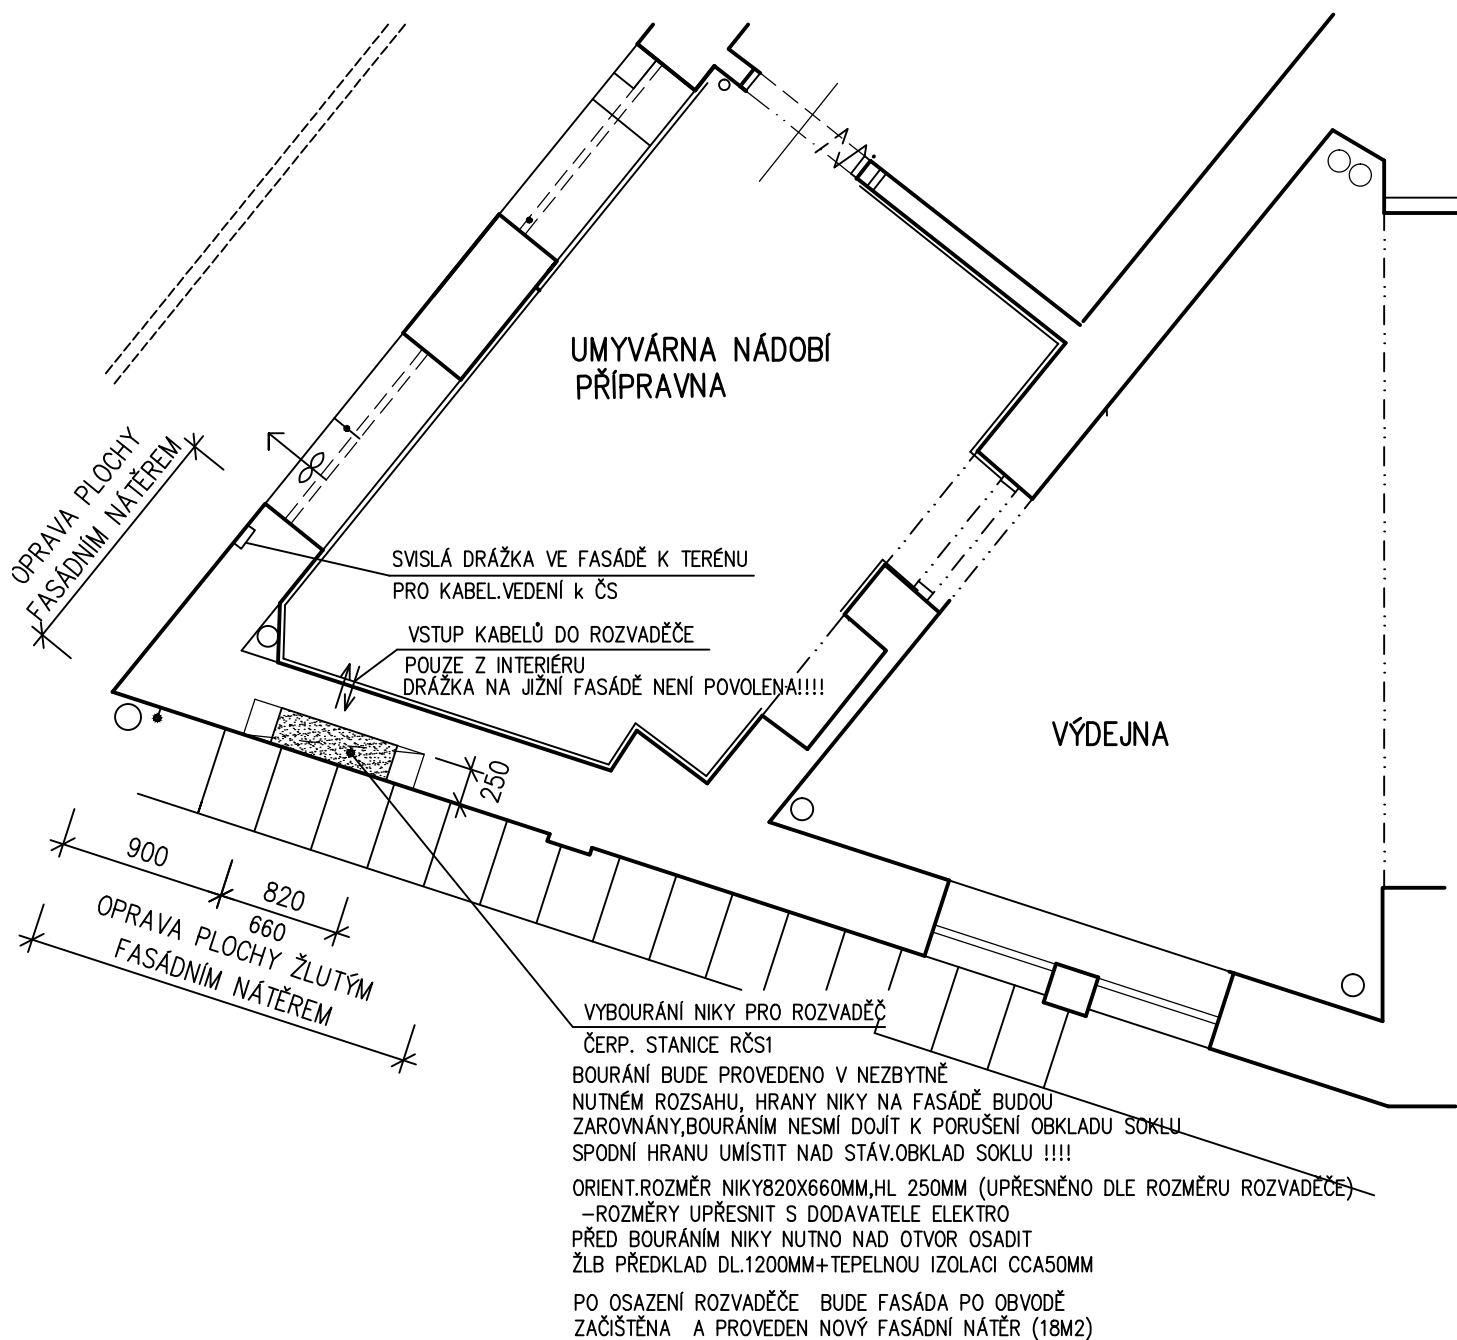 UMYVÁRNA NÁDOBÍ
PŘÍPRAVNA
OPRAVA PLOCHY
FASÁDNÍM NÁTĚREM
SVISLÁ DRÁŽKA VE FASÁDĚ K TERÉNU
PRO KABEL.VEDENÍ k ČS
VSTUP KABELŮ DO ROZVADĚČE
POUZE Z INTERIÉRU
DRÁŽKA NA JIŽNÍ FASÁDĚ NENÍ POVOLENA!!!!
VÝDEJNA
250
900
820
660
OPRAVA PLOCHY ŽLUTÝM
FASÁDNÍM NÁTĚREM
VYBOURÁNÍ NIKY PRO ROZVADĚČ
ČERP. STANICE RČS1
BOURÁNÍ BUDE PROVEDENO V NEZBYTNĚ
NUTNÉM ROZSAHU, HRANY NIKY NA FASÁDĚ BUDOU
ZAROVNÁNY,BOURÁNÍM NESMÍ DOJÍT K PORUŠENÍ OBKLADU SOKLU
SPODNÍ HRANU UMÍSTIT NAD STÁV.OBKLAD SOKLU !!!!
ORIENT.ROZMĚR NIKY820X660MM,HL 250MM (UPŘESNĚNO DLE ROZMĚRU ROZVADĚČE)
-ROZMĚRY UPŘESNIT S DODAVATELE ELEKTRO
PŘED BOURÁNÍM NIKY NUTNO NAD OTVOR OSADIT
ŽLB PŘEDKLAD DL.1200MM+TEPELNOU IZOLACI CCA50MM
PO OSAZENÍ ROZVADĚČE BUDE FASÁDA PO OBVODĚ
ZAČIŠTĚNA A PROVEDEN NOVÝ FASÁDNÍ NÁTĚR (18M2)